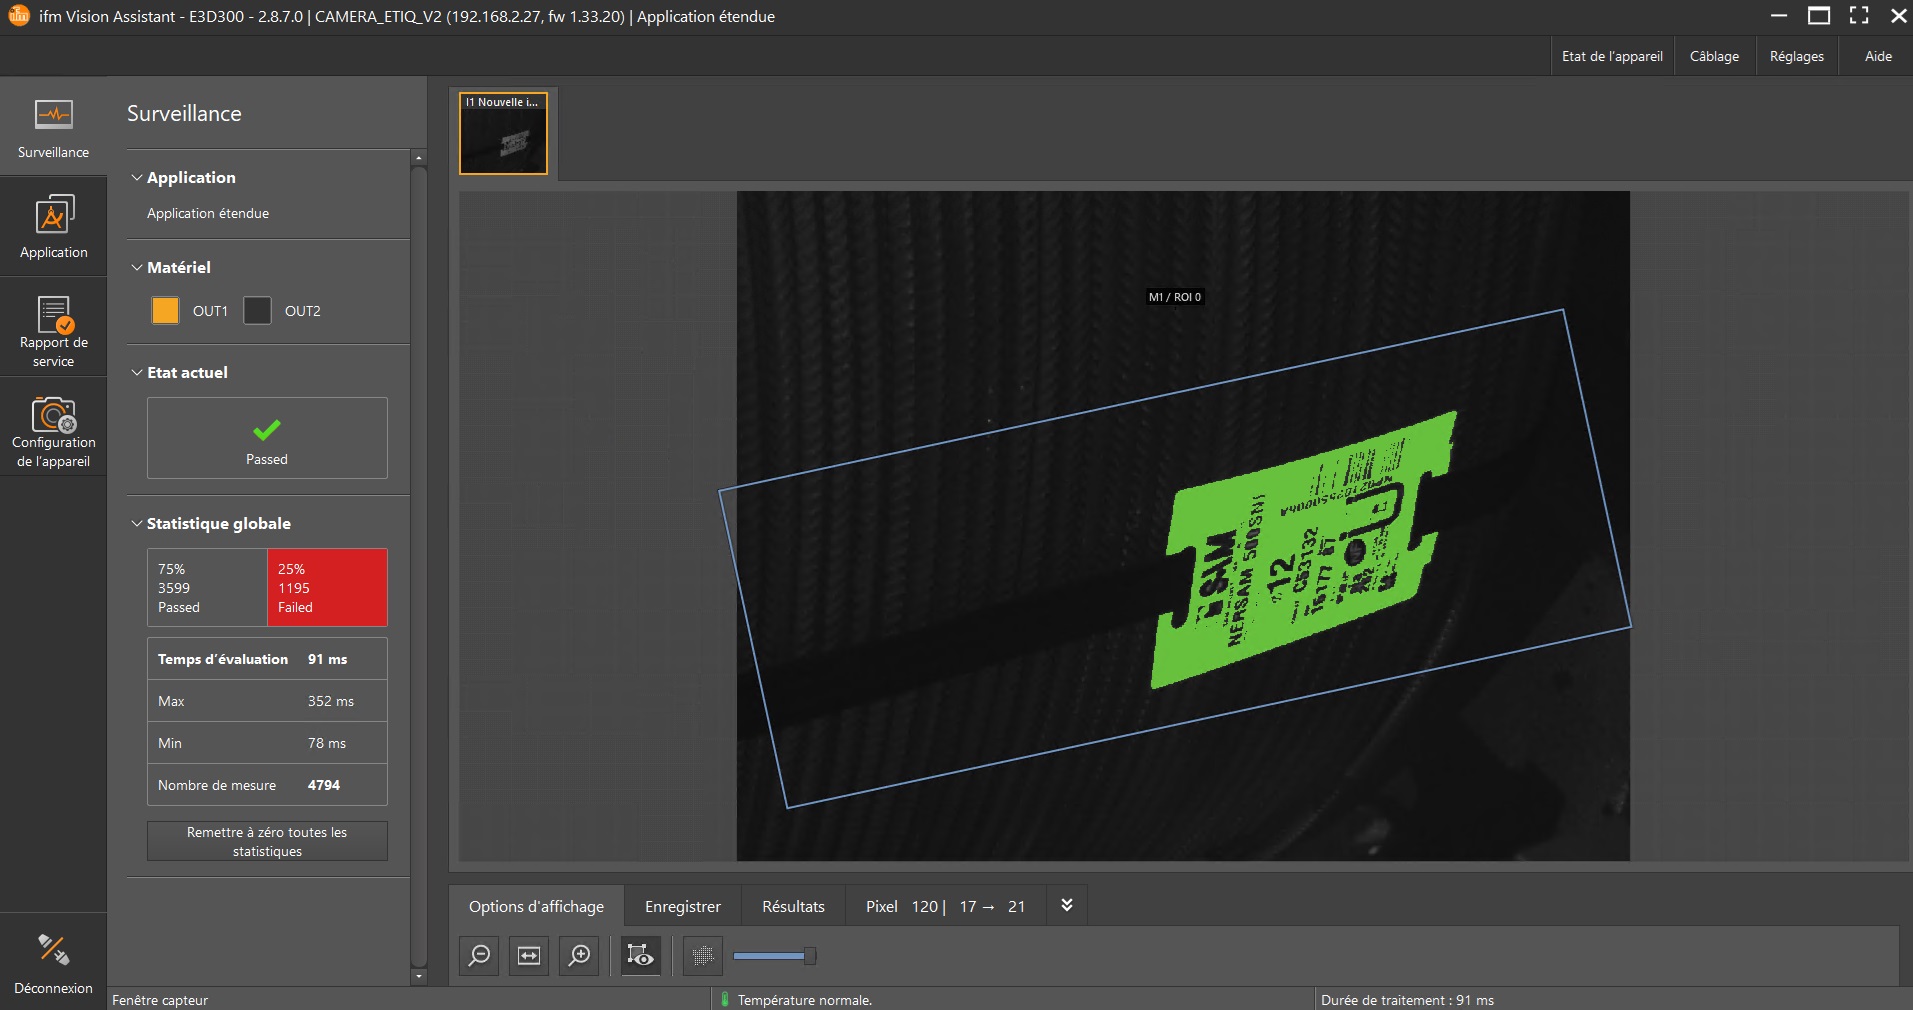 ifm Vision Assistant - E3D300 - 2.8.7.0 | CAMERA_ETIQ_V2 (192.168.2.27, fw 1.33.20) | Application étendue
Etat de l'appareil
Câblage
Réglages
Aide
Surveillance
Application
Rapport de
service
Configuration
de l'appareil
Déconnexion
Surveillance
Application
Application étendue
Matériel
OUT1
OUT2
Etat actuel
Passed
Statistique globale
75%
3599
Passed
25%
1195
Failed
Temps d'évaluation 91 ms
Max 352 ms
Min 78 ms
Nombre de mesure 4794
Remettre à zéro toutes les
statistiques
I1 Nouvelle i...
M1 / ROI 0
SAM
NERSAM 500SN
12
Options d'affichage
Enregistrer
Résultats
Pixel 120 | 17 → 21
Fenêtre capteur
Température normale.
Durée de traitement : 91 ms